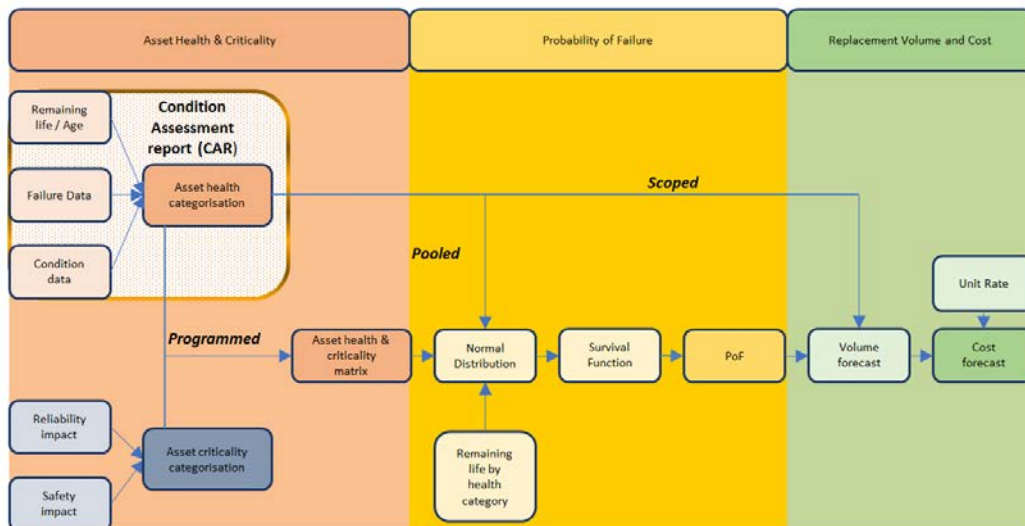 Asset Health & Criticality
Probability of Failure
Replacement Volume and Cost
Remaining
life / Age
Condition
Assessment
report (CAR)
Failure Data
Asset health
categorisation
Scoped
Condition
data
Pooled
Unit Rate
Programmed
Asset health &
criticality
matrix
Normal
Distribution
Survival
Function
PoF
Volume
forecast
Cost
forecast
Reliability
impact
Asset criticality
categorisation
Remaining
life by
health
category
Safety
impact